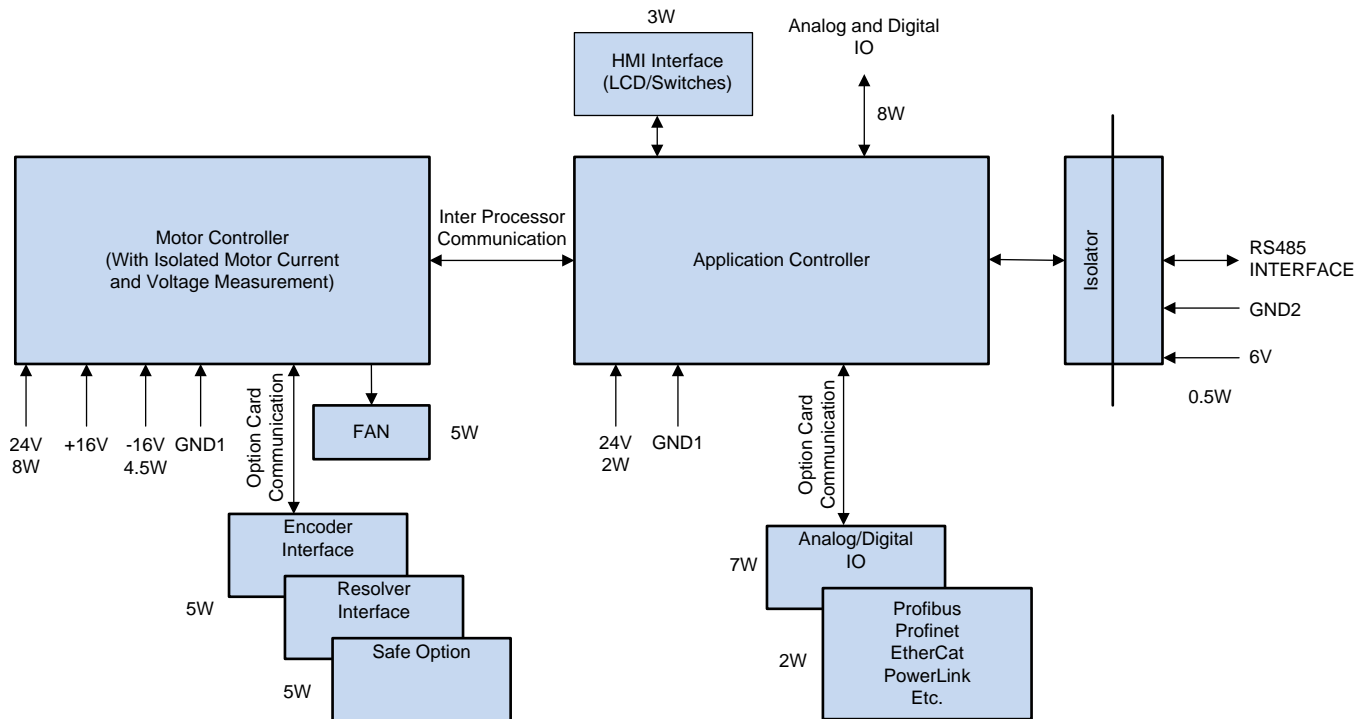 3W
HMI Interface
(LCD/Switches)
Analog and Digital
IO
8W
Motor Controller
(With Isolated Motor Current
and Voltage Measurement)
Inter Processor
Communication
Application Controller
Isolator
RS485
INTERFACE
GND2
6V
0.5W
24V
8W
+16V
-16V
4.5W
GND1
Option Card
Communication
FAN
5W
24V
2W
GND1
Option Card
Communication
Encoder
Interface
5W
Resolver
Interface
Safe Option
5W
Analog/Digital
IO
7W
Profibus
Profinet
EtherCat
PowerLink
Etc.
2W